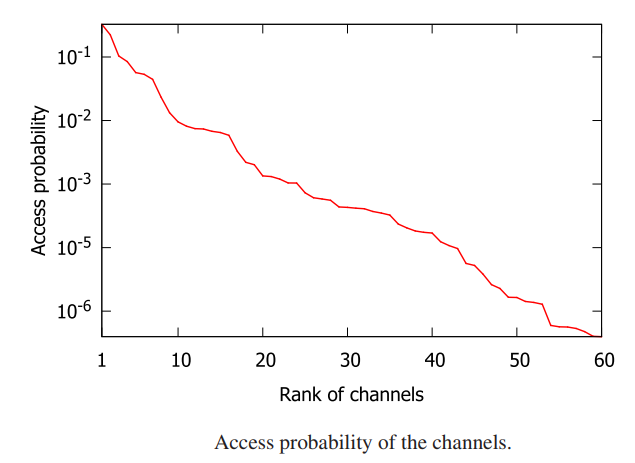 10-1
10-2
10-3
10-5
10-6
Access probability
1 10 20 30 40 50 60
Rank of channels
Access probability of the channels.